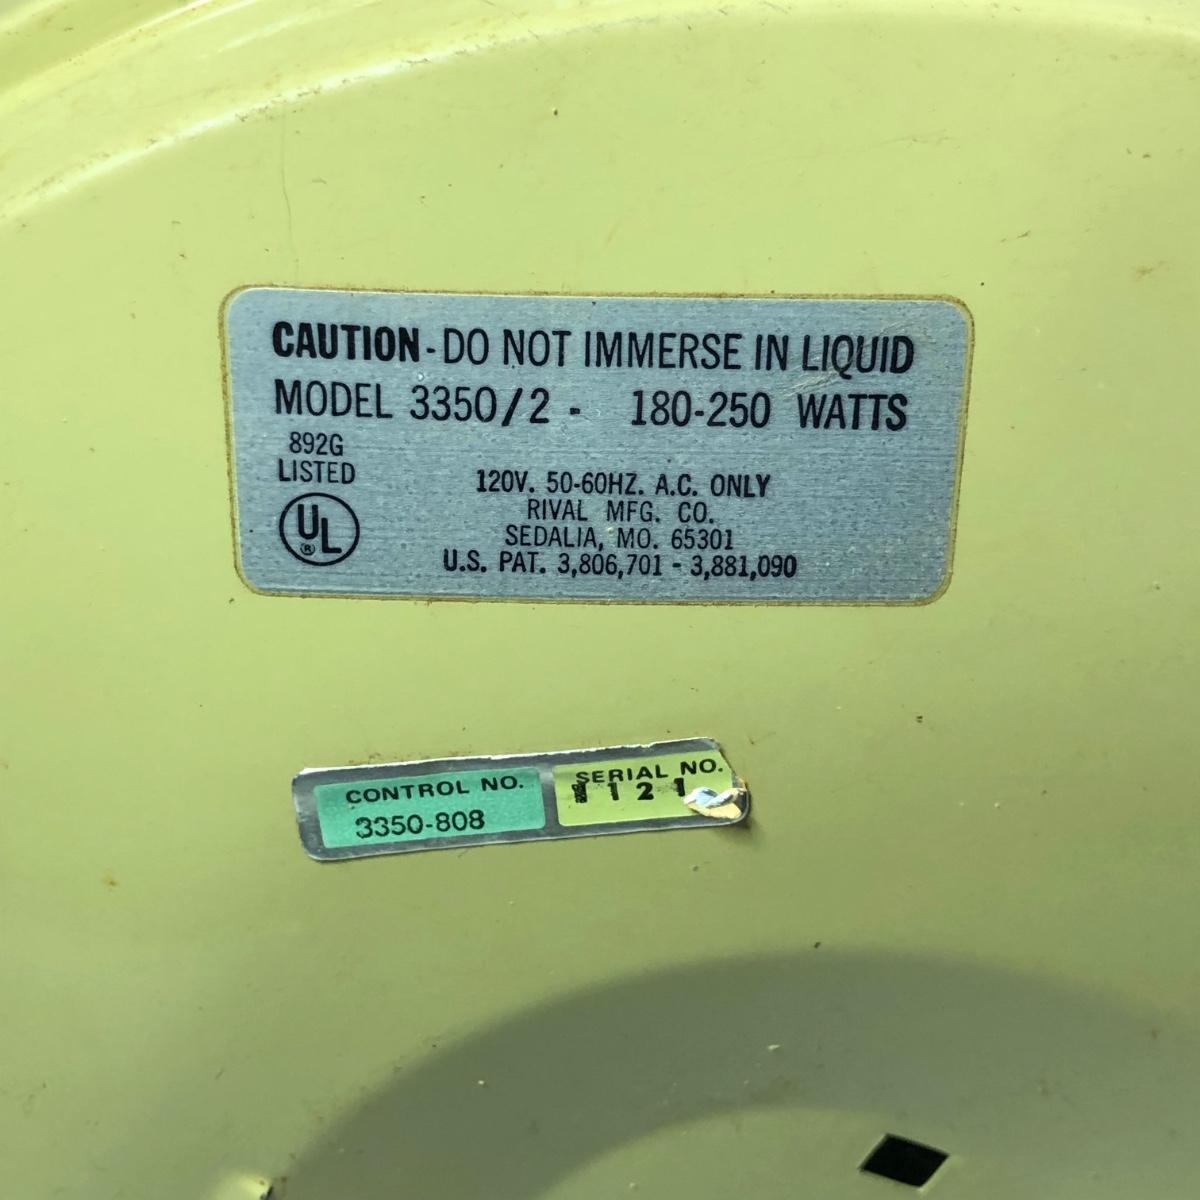 CAUTION - DO NOT IMMERSE IN LIQUID
MODEL 3350/2 - 180-250 WATTS
892G
LISTED
UL
®
120V. 50-60HZ. A.C. ONLY
RIVAL MFG. CO.
SEDALIA, MO. 65301
U.S. PAT. 3,806,701 - 3,881,090
CONTROL NO.
3350-808
SERIAL NO.
121